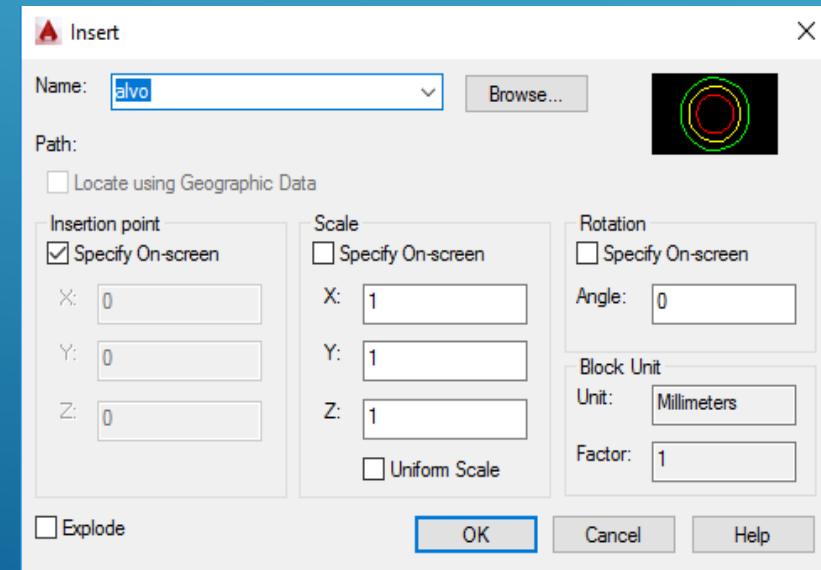 Insert
Name: alvo Browse...
Path:
Locate using Geographic Data
Insertion point
Specify On-screen
X: 0
Y: 0
Z: 0
Scale
Specify On-screen
X: 1
Y: 1
Z: 1
Uniform Scale
Rotation
Specify On-screen
Angle: 0
Block Unit
Unit: Millimeters
Factor: 1
Explode
OK Cancel Help